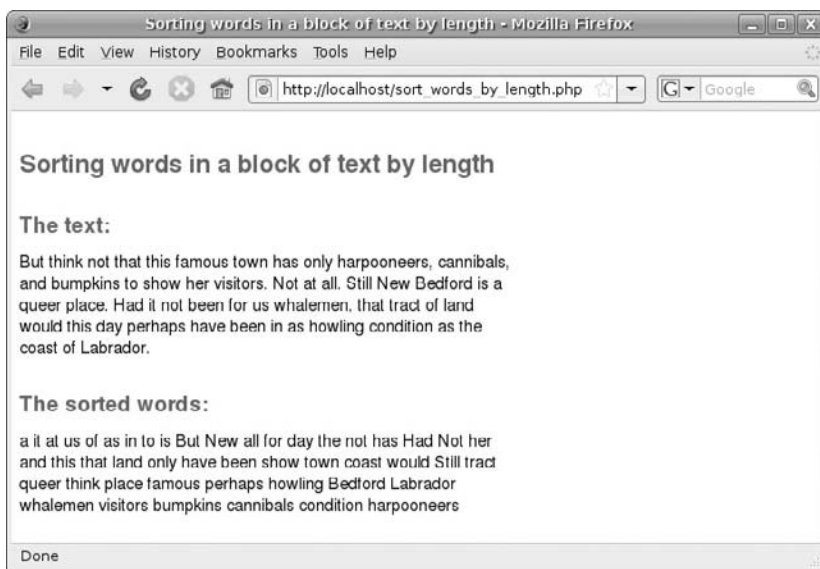 Sorting words in a block of text by length - Mozilla Firefox
File Edit View History Bookmarks Tools Help
http://localhost/sort_words_by_length.php G Google
Sorting words in a block of text by length
The text:
But think not that this famous town has only harpooneers, cannibals,
and bumpkins to show her visitors. Not at all. Still New Bedford is a
queer place. Had it not been for us whalemen, that tract of land
would this day perhaps have been in as howling condition as the
coast of Labrador.
The sorted words:
a it at us of as in to is But New all for day the not has Had Not her
and this that land only have been show town coast would Still tract
queer think place famous perhaps howling Bedford Labrador
whalemen visitors bumpkins cannibals condition harpooneers
Done